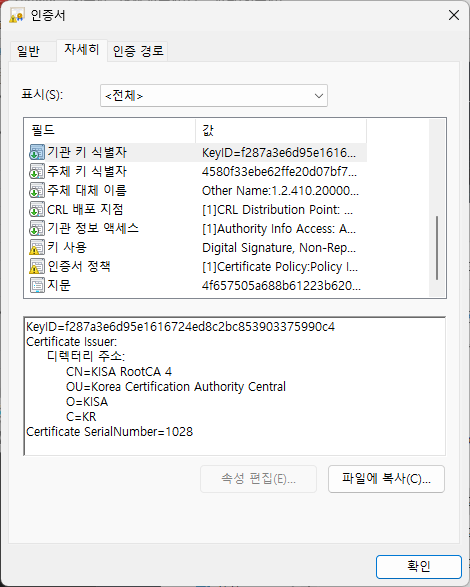 인증서
일반
자세히
인증 경로
표시(S):
<전체>
필드 값
기관 키 식별자 KeyID=f287a3e6d95e1616...
주체 키 식별자 4580f33ebe62ffe20d07bf7...
주체 대체 이름 Other Name:1.2.410.20000...
CRL 배포 지점 [1]CRL Distribution Point: ...
기관 정보 액세스 [1]Authority Info Access: A...
키 사용 Digital Signature, Non-Rep...
인증서 정책 [1]Certificate Policy:Policy I...
지문 4f657505a688b61223b620...
KeyID=f287a3e6d95e1616724ed8c2bc853903375990c4
Certificate Issuer:
디렉터리 주소:
CN=KISA RootCA 4
OU=Korea Certification Authority Central
O=KISA
C=KR
Certificate SerialNumber=1028
속성 편집(E)...
파일에 복사(C)...
확인